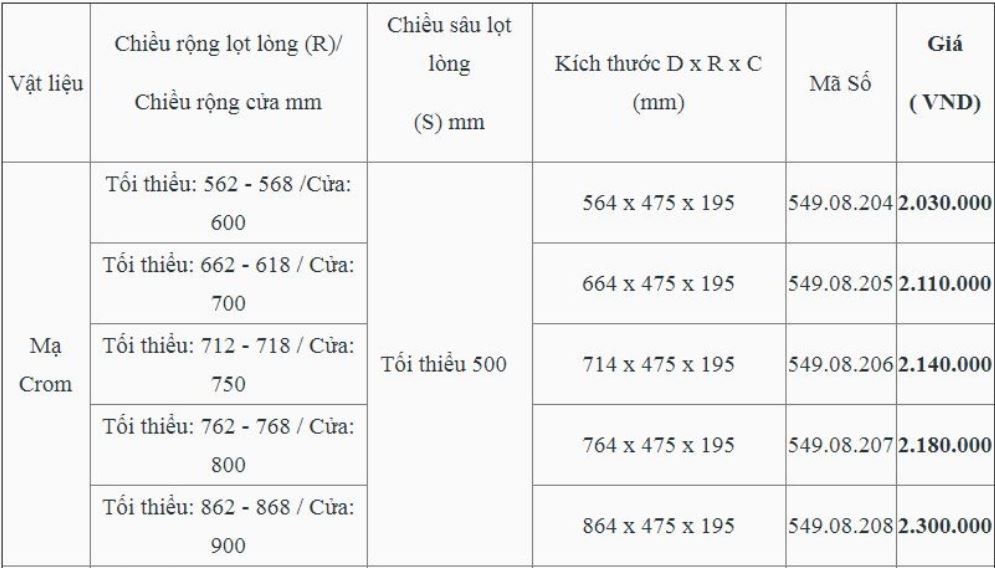 Vật liệu
Chiều rộng lọt lòng (R)/
Chiều rộng cửa mm
Chiều sâu lọt
lòng
(S) mm
Kích thước D x R x C
(mm)
Mã Số
Giá
( VND)
Mạ
Crom
Tối thiểu: 562 - 568 /Cửa:
600
Tối thiểu 500
564 x 475 x 195
549.08.204
2.030.000
Tối thiểu: 662 - 618 / Cửa:
700
664 x 475 x 195
549.08.205
2.110.000
Tối thiểu: 712 - 718 / Cửa:
750
714 x 475 x 195
549.08.206
2.140.000
Tối thiểu: 762 - 768 / Cửa:
800
764 x 475 x 195
549.08.207
2.180.000
Tối thiểu: 862 - 868 / Cửa:
900
864 x 475 x 195
549.08.208
2.300.000